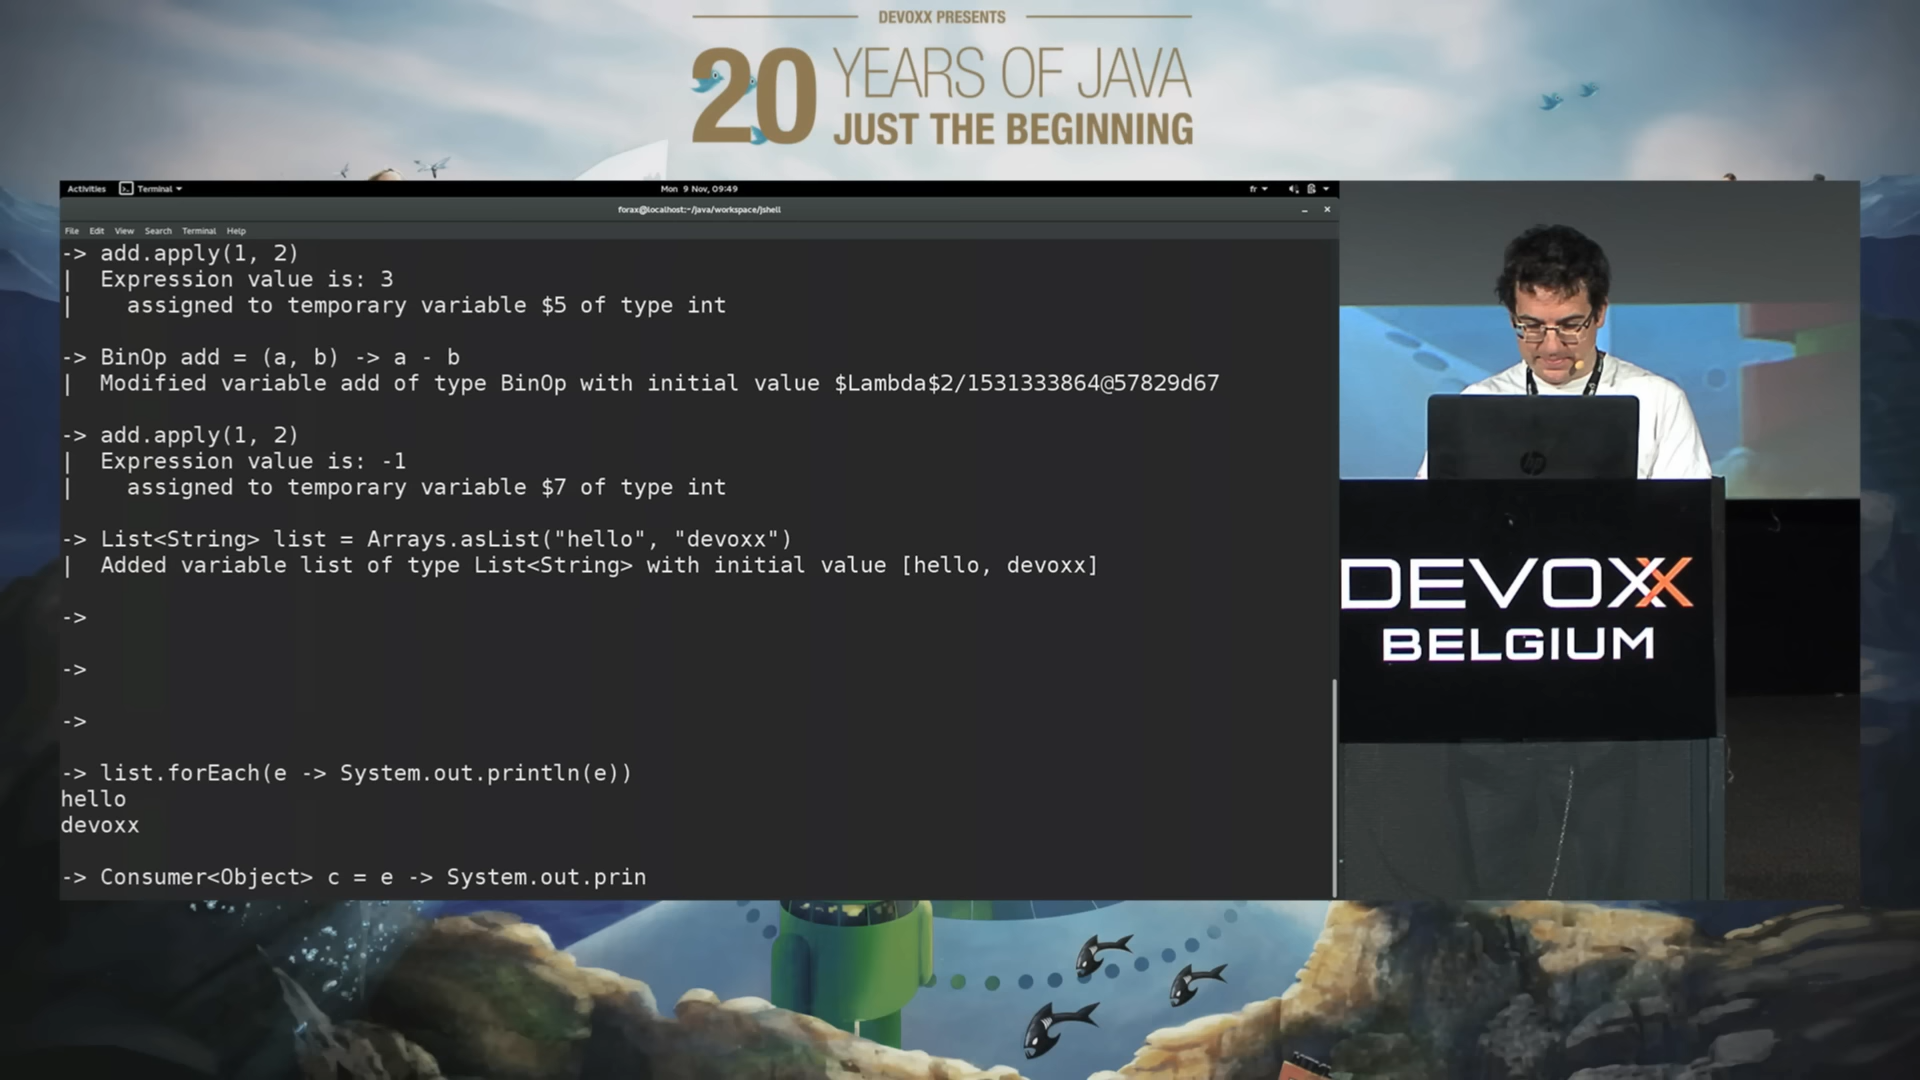 DEVOXX PRESENTS
20 YEARS OF JAVA
JUST THE BEGINNING
Activities Terminal Mon 9 Nov, 09:49 fr
forax@localhost:~/java/workspace/jshell
File Edit View Search Terminal Help
-> add.apply(1, 2)
| Expression value is: 3
| assigned to temporary variable $5 of type int
-> BinOp add = (a, b) -> a - b
| Modified variable add of type BinOp with initial value $Lambda$2/1531333864@57829d67
-> add.apply(1, 2)
| Expression value is: -1
| assigned to temporary variable $7 of type int
-> List<String> list = Arrays.asList("hello", "devoxx")
| Added variable list of type List<String> with initial value [hello, devoxx]
->
->
->
-> list.forEach(e -> System.out.println(e))
hello
devoxx
-> Consumer<Object> c = e -> System.out.prin
hp
DEVOXX
BELGIUM